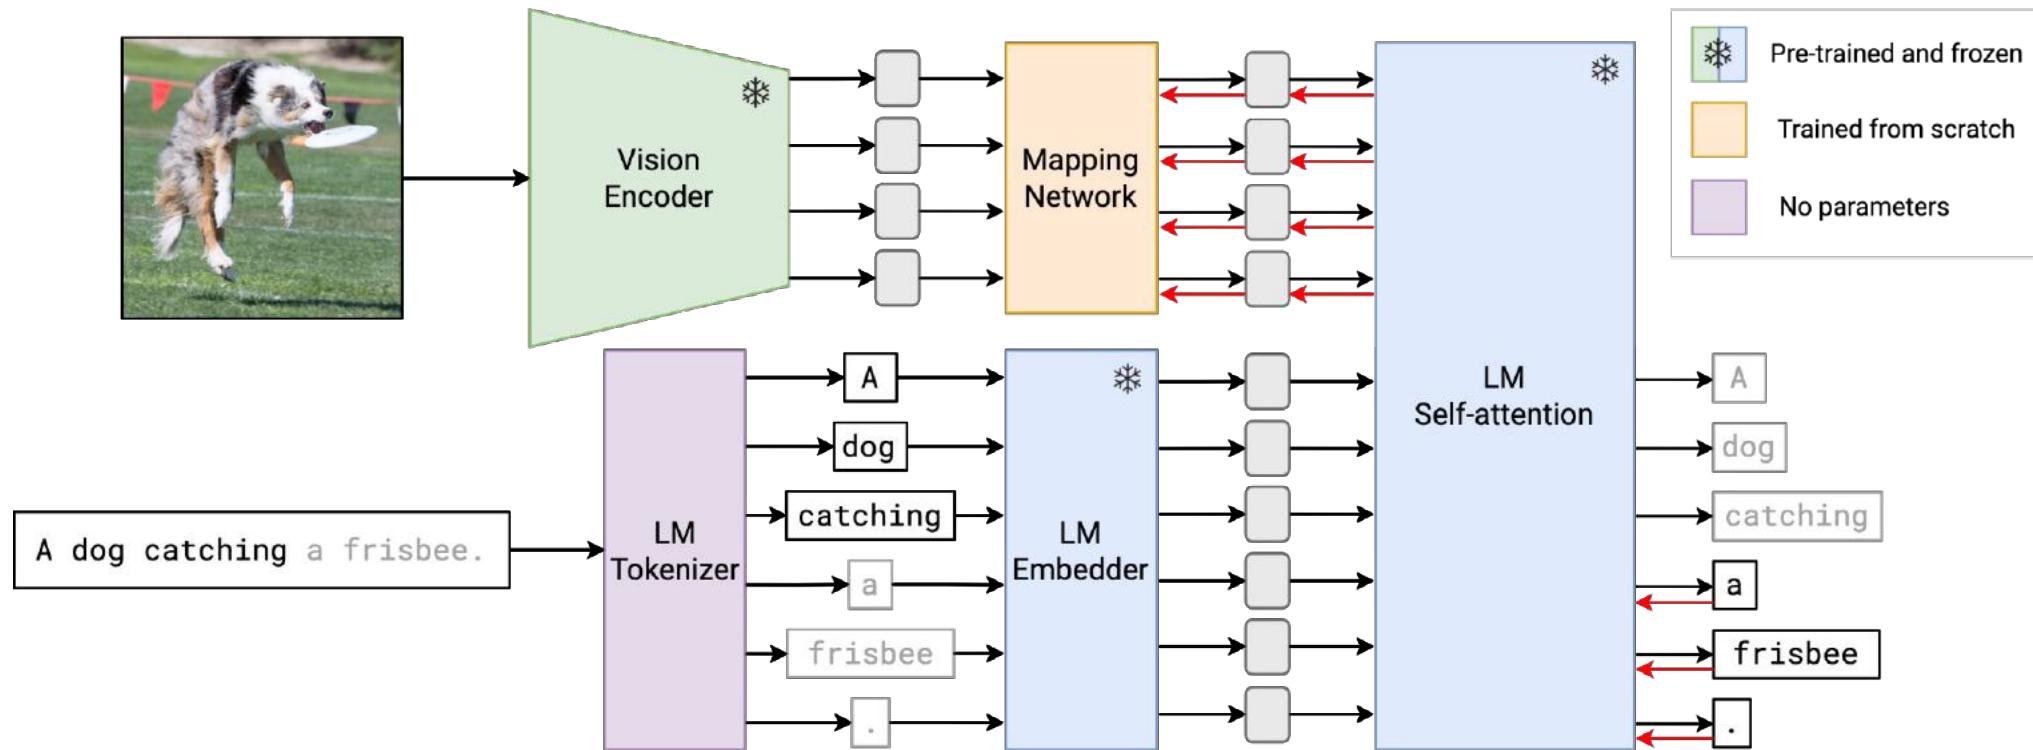 Vision
Encoder
Mapping
Network
LM
Self-attention
Pre-trained and frozen
Trained from scratch
No parameters
A dog catching a frisbee.
LM
Tokenizer
A
dog
catching
a
frisbee
.
LM
Embedder
A
dog
catching
a
frisbee
.